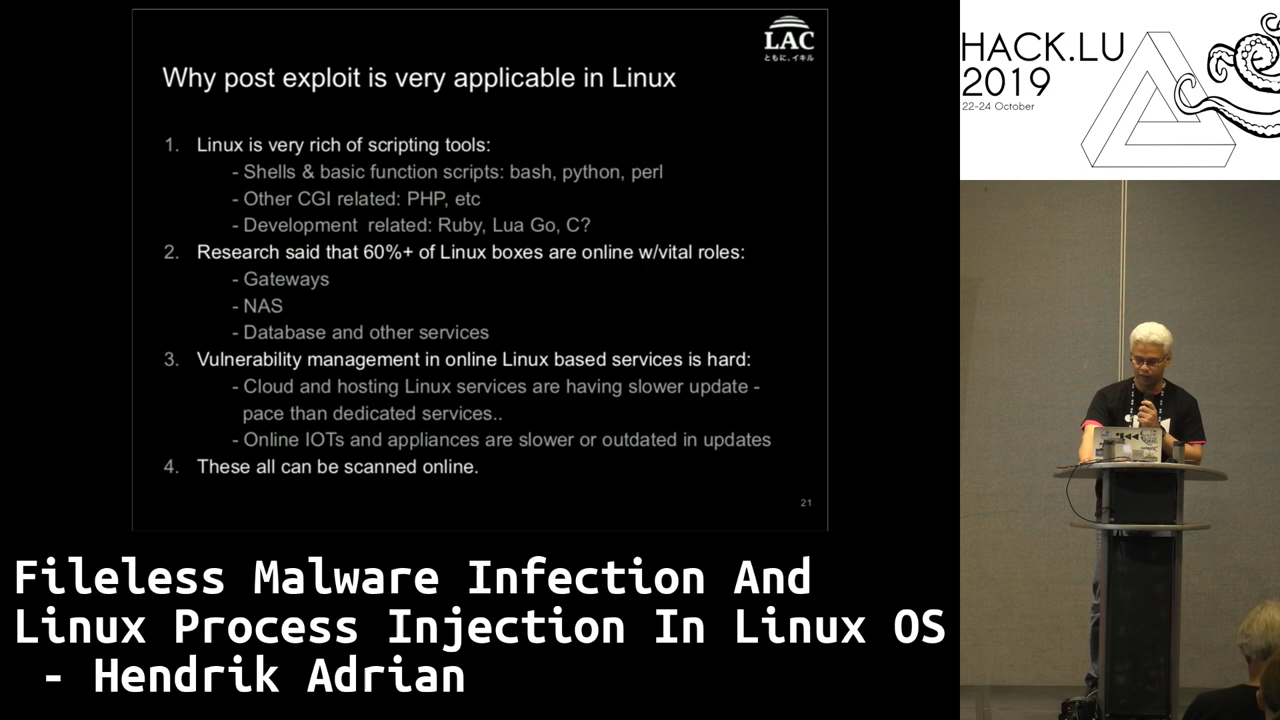 LAC
ともに、イキル
Why post exploit is very applicable in Linux
1. Linux is very rich of scripting tools:
- Shells & basic function scripts: bash, python, perl
- Other CGI related: PHP, etc
- Development related: Ruby, Lua Go, C?
2. Research said that 60%+ of Linux boxes are online w/vital roles:
- Gateways
- NAS
- Database and other services
3. Vulnerability management in online Linux based services is hard:
- Cloud and hosting Linux services are having slower update -
pace than dedicated services..
- Online IOTs and appliances are slower or outdated in updates
4. These all can be scanned online.
21
Fileless Malware Infection And
Linux Process Injection In Linux OS
- Hendrik Adrian
HACK.LU
2019
22-24 October